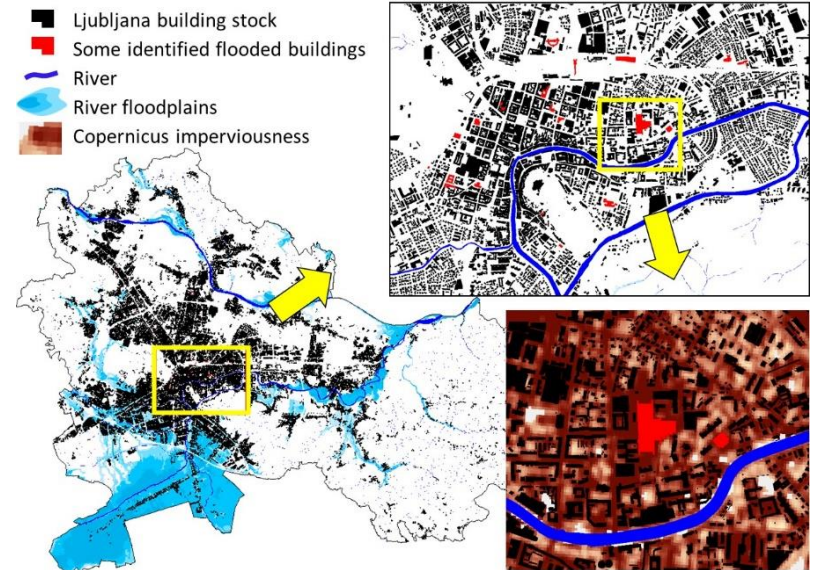 Ljubljana building stock
Some identified flooded buildings
River
River floodplains
Copernicus imperviousness